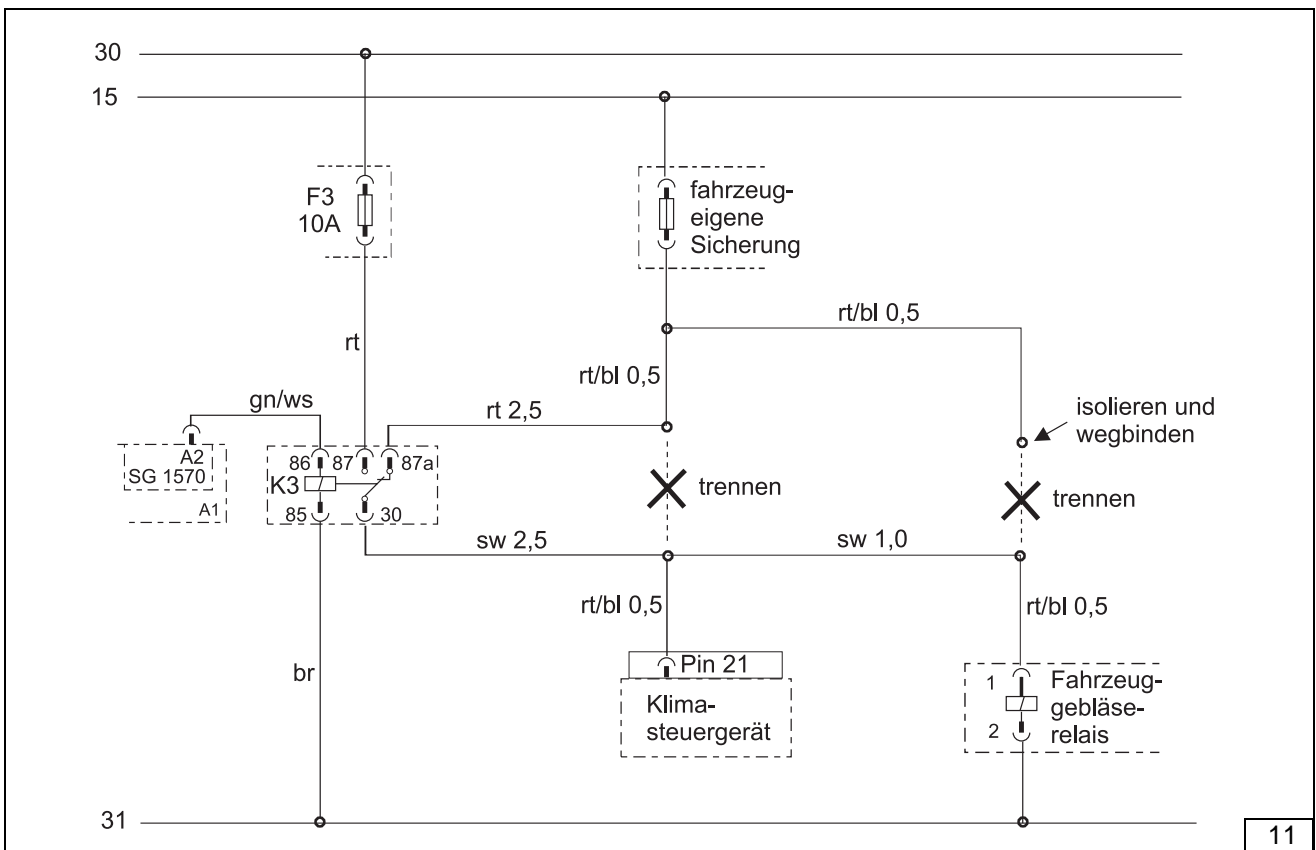 30
15
F3
10A
fahrzeug-
eigene
Sicherung
rt/bl 0,5
rt
rt/bl 0,5
gn/ws
rt 2,5
isolieren und
wegbinden
A2
SG 1570
A1
86
87
87a
K3
85
30
trennen
trennen
sw 2,5
sw 1,0
rt/bl 0,5
rt/bl 0,5
br
Pin 21
Klima-
steuergerät
1
2
Fahrzeug-
gebläse-
relais
31
11